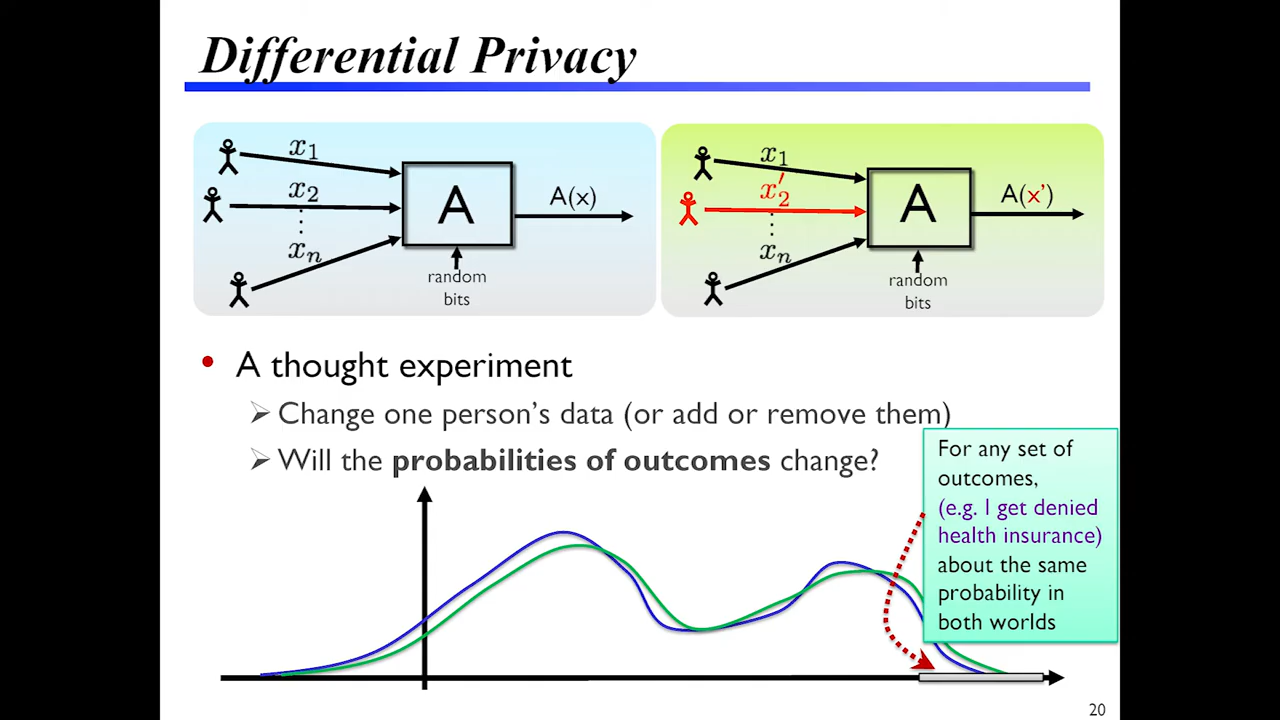 Differential Privacy
x₁
x₂
⋮
xₙ
A
A(x)
random
bits
x₁
x₂′
⋮
xₙ
A
A(x’)
random
bits
• A thought experiment
➢ Change one person’s data (or add or remove them)
➢ Will the probabilities of outcomes change?
For any set of
outcomes,
(e.g. I get denied
health insurance)
about the same
probability in
both worlds
20